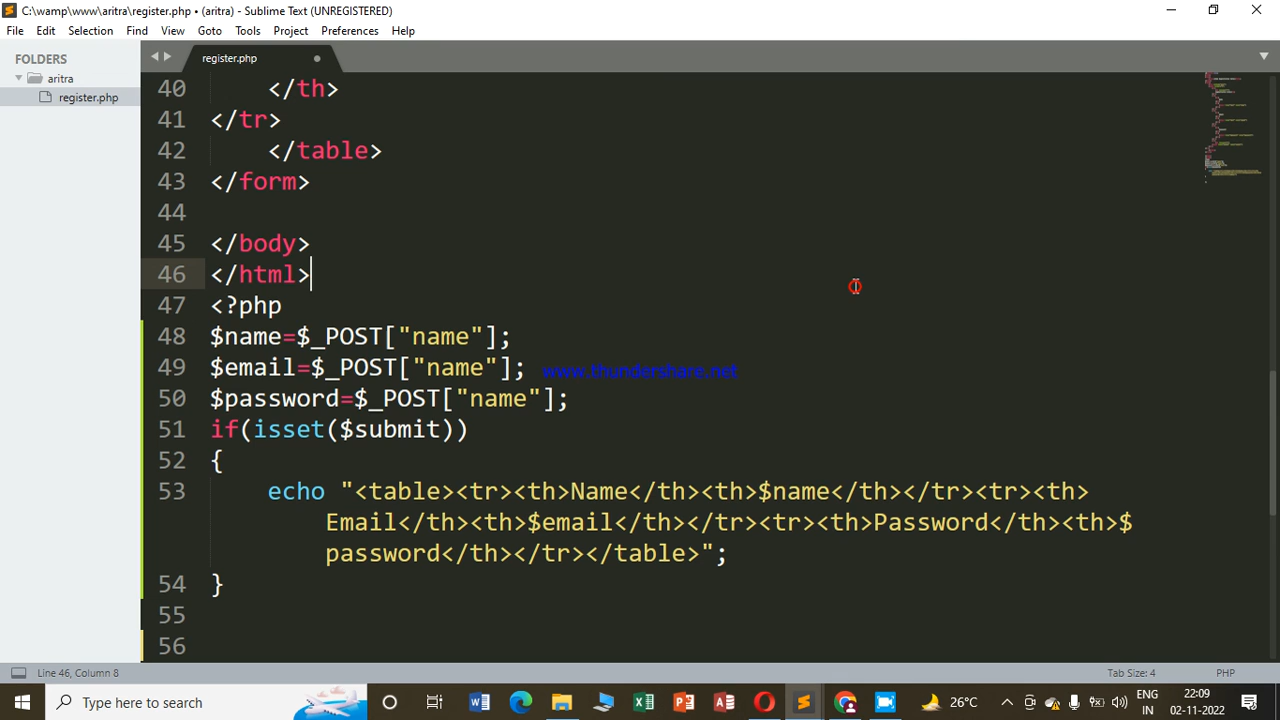 C:\wamp\www\aritra\register.php • (aritra) - Sublime Text (UNREGISTERED)
File Edit Selection Find View Goto Tools Project Preferences Help
FOLDERS
aritra
register.php
register.php
40 </th>
41 </tr>
42 </table>
43 </form>
44
45 </body>
46 </html>
47 <?php
48 $name=$_POST["name"];
49 $email=$_POST["name"];
www.thundershare.net
50 $password=$_POST["name"];
51 if(isset($submit))
52 {
53 echo "<table><tr><th>Name</th><th>$name</th></tr><tr><th>
Email</th><th>$email</th></tr><tr><th>Password</th><th>$
password</th></tr></table>";
54 }
55
56
Line 46, Column 8
Tab Size: 4 PHP
Type here to search
26°C
ENG
IN
22:09
02-11-2022